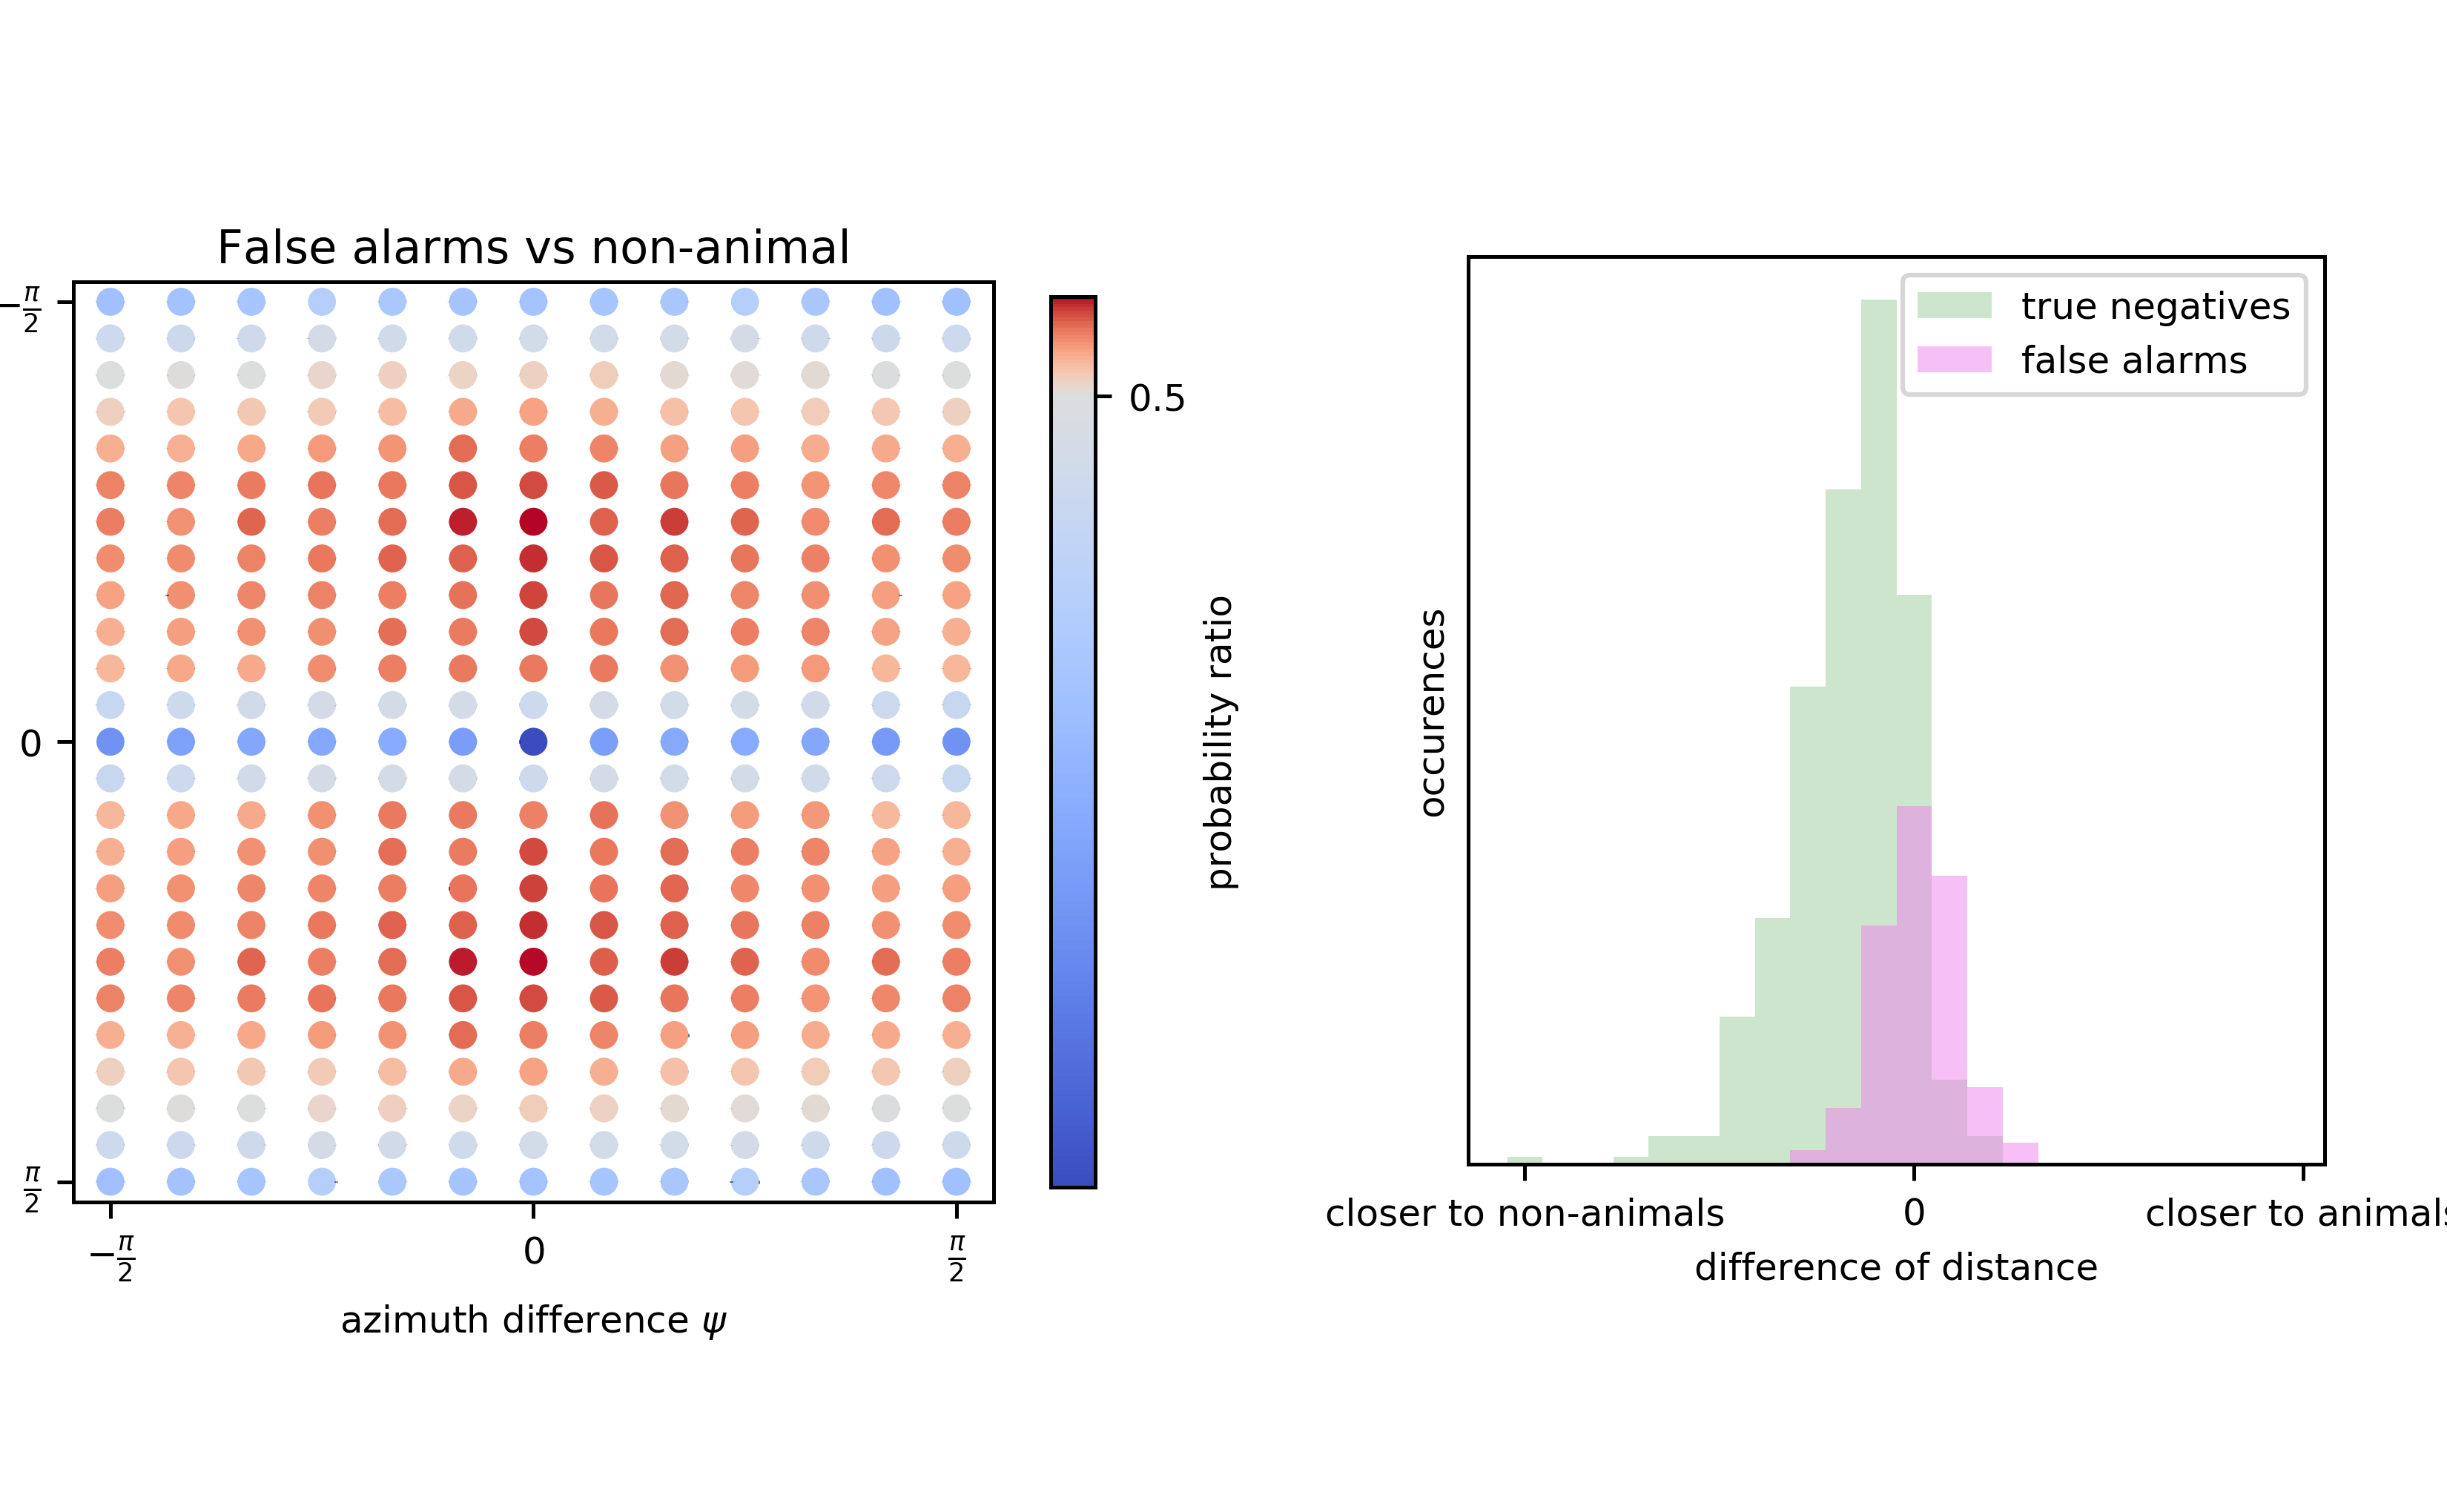 False alarms vs non-animal
−π/2
0
π/2
−π/2
0
π/2
azimuth difference ψ
0.5
probability ratio
occurences
true negatives
false alarms
closer to non-animals
0
closer to animals
difference of distance